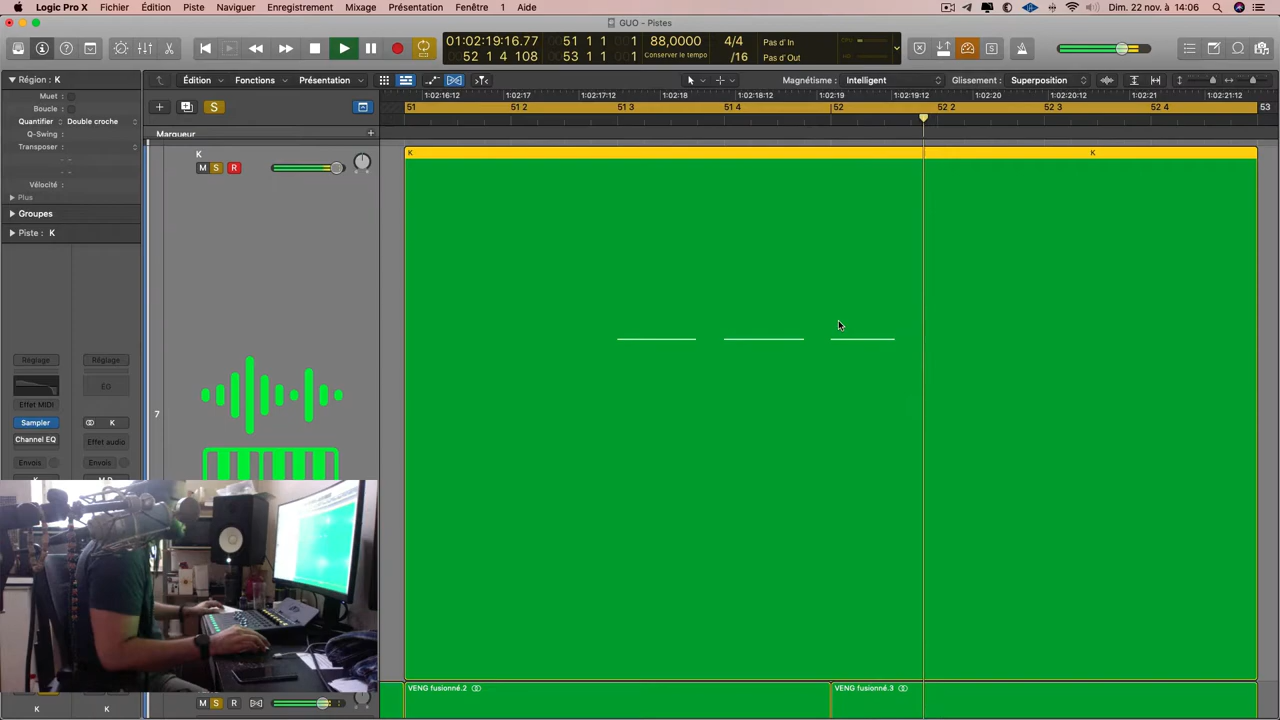 Logic Pro X Fichier Édition Piste Naviguer Enregistrement Mixage Présentation Fenêtre 1 Aide Dim. 22 nov. à 14:06
GUO - Pistes
01:02:19:16.77 51 1 1 1 88,0000 4/4 Pas d' In
52 1 4 108 53 1 1 1 Conserver le tempo /16 Pas d' Out
Région : K
Édition Fonctions Présentation Magnétisme : Intelligent Glissement : Superposition
Muet :
Boucle :
Quantifier Double croche
Q-Swing :
Transposer :
Vélocité :
Plus
Groupes
Piste : K
S
1:02:16:12 1:02:17 1:02:17:12 1:02:18 1:02:18:12 1:02:19 1:02:19:12 1:02:20 1:02:20:12 1:02:21 1:02:21:12
51 51 2 51 3 51 4 52 52 2 52 3 52 4 53
Marqueur
K
M S R
K K
7
Réglage Réglage
EQ
Effet MIDI
Sampler K
Channel EQ Effet audio
Envois Envois
VENG fusionné.2 VENG fusionné.3
M S R
K K